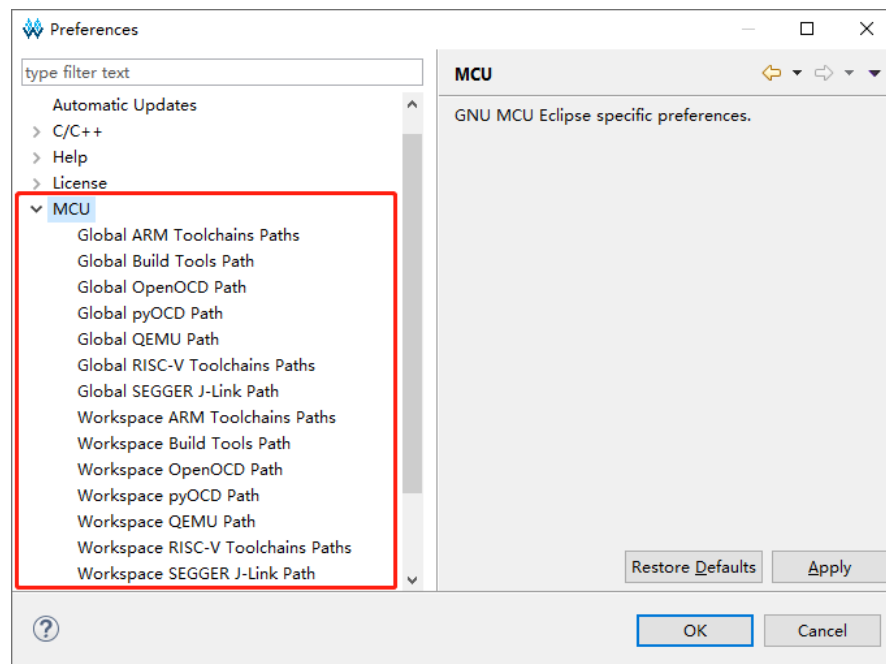 Preferences
type filter text
Automatic Updates
C/C++
Help
License
MCU
Global ARM Toolchains Paths
Global Build Tools Path
Global OpenOCD Path
Global pyOCD Path
Global QEMU Path
Global RISC-V Toolchains Paths
Global SEGGER J-Link Path
Workspace ARM Toolchains Paths
Workspace Build Tools Path
Workspace OpenOCD Path
Workspace pyOCD Path
Workspace QEMU Path
Workspace RISC-V Toolchains Paths
Workspace SEGGER J-Link Path
MCU
GNU MCU Eclipse specific preferences.
Restore Defaults
Apply
?
OK
Cancel